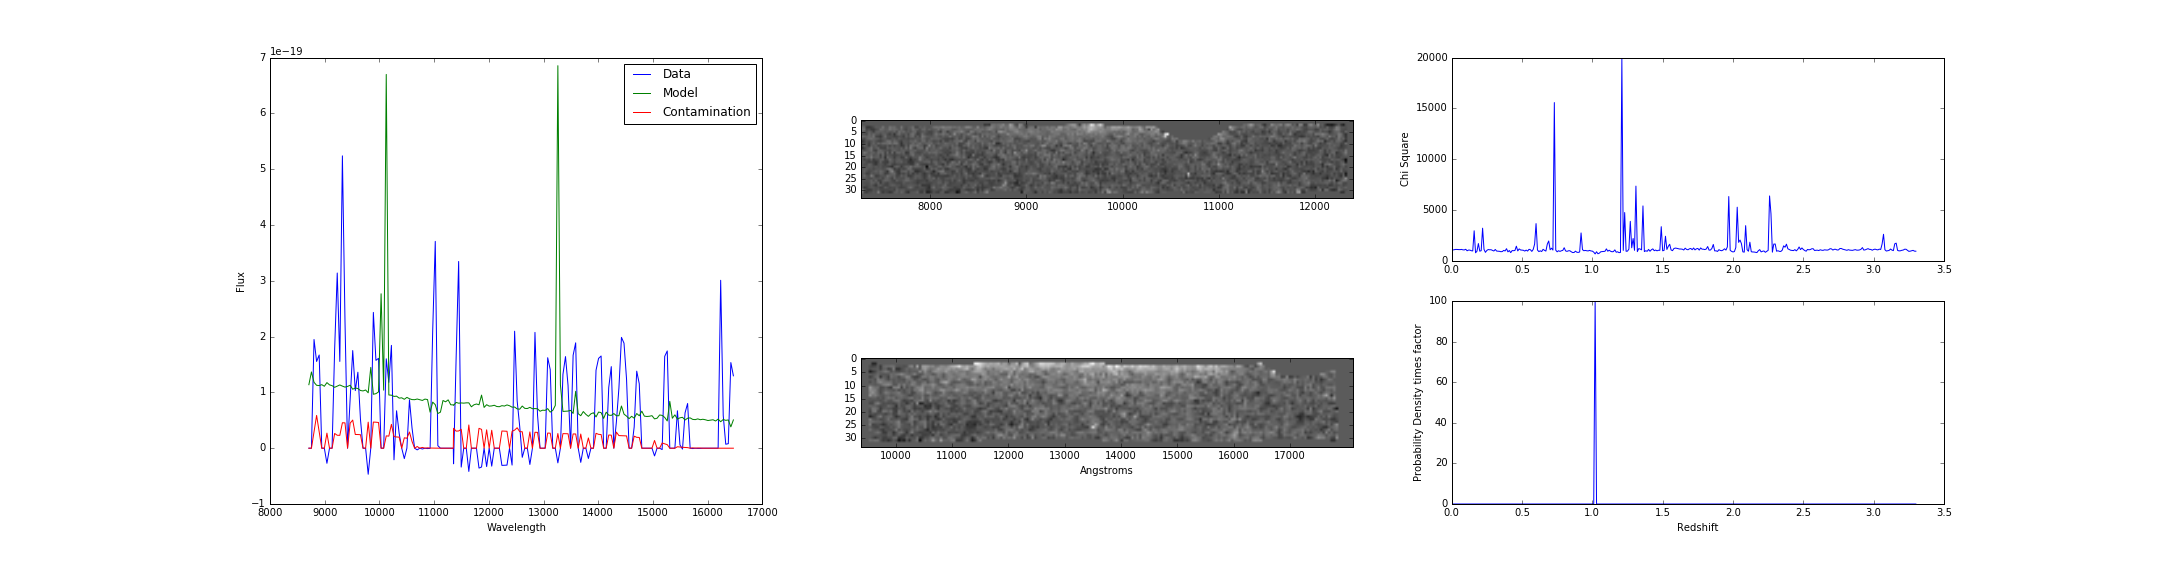 1e−19
7
6
5
4
3
2
1
0
−1
Flux
8000 9000 10000 11000 12000 13000 14000 15000 16000 17000
Wavelength
Data
Model
Contamination
0
5
10
15
20
25
30
8000 9000 10000 11000 12000
0
5
10
15
20
25
30
10000 11000 12000 13000 14000 15000 16000 17000
Angstroms
20000
15000
10000
5000
0
Chi Square
0.0 0.5 1.0 1.5 2.0 2.5 3.0 3.5
100
80
60
40
20
0
Probability Density times factor
0.0 0.5 1.0 1.5 2.0 2.5 3.0 3.5
Redshift